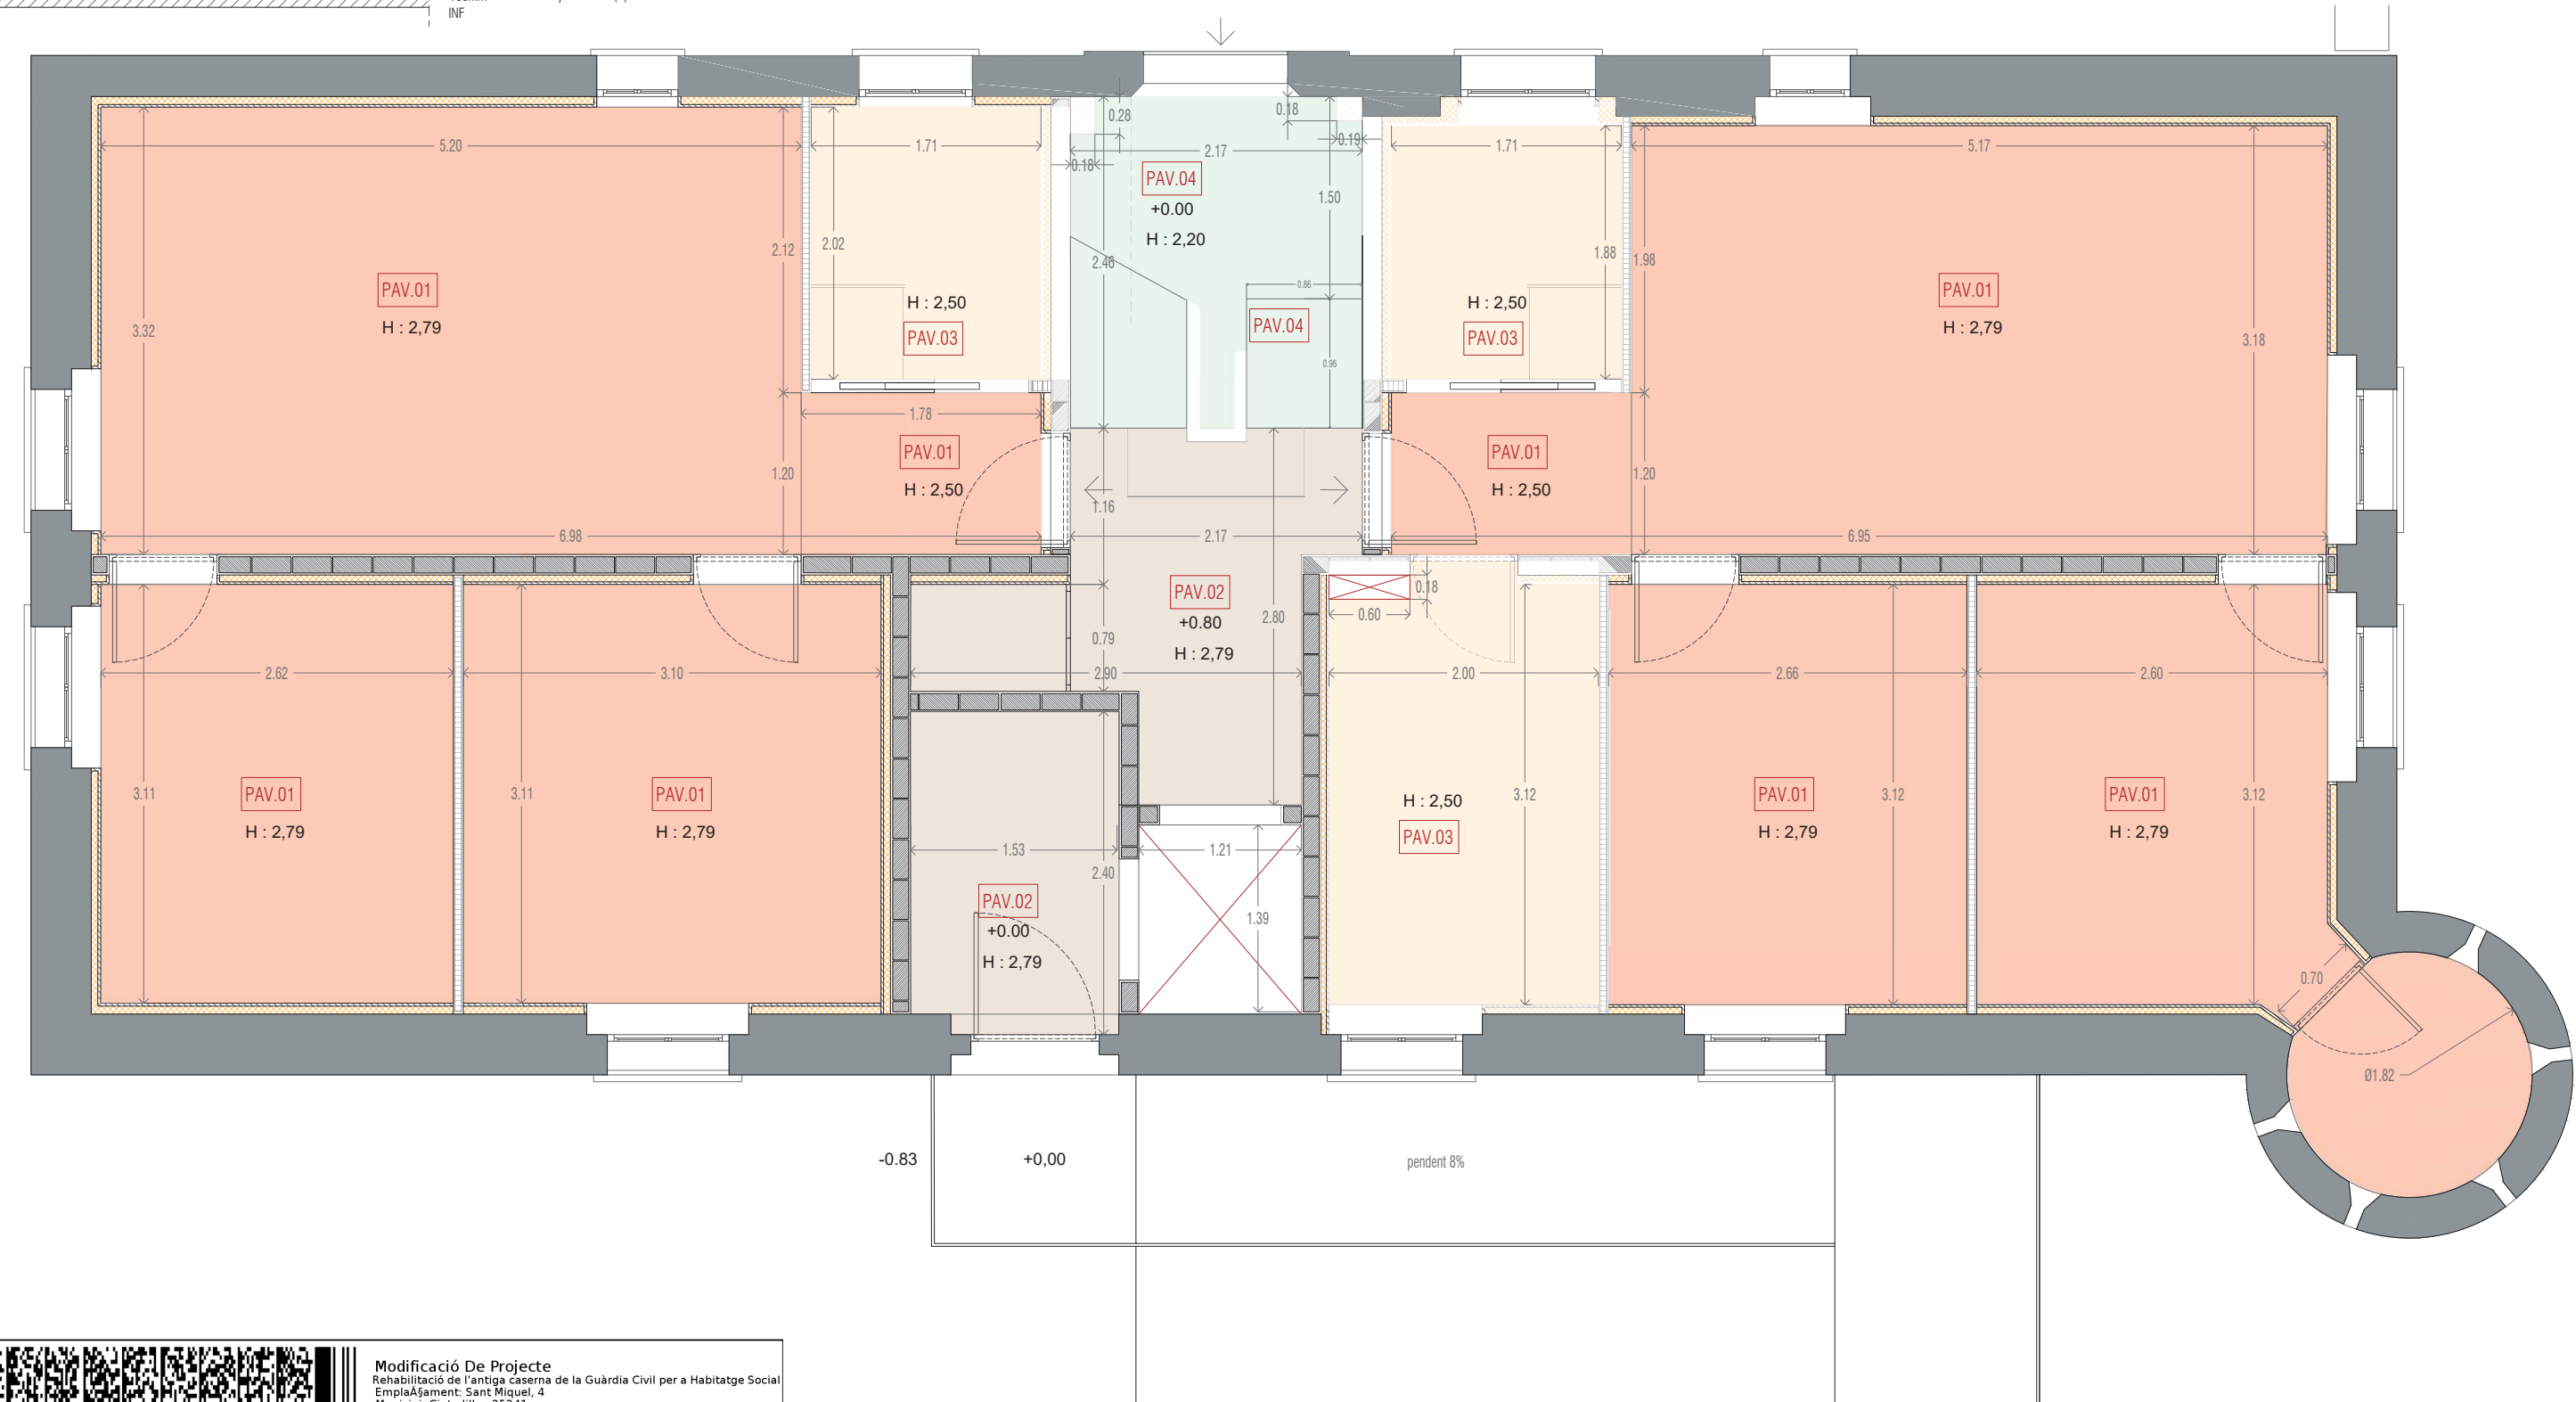 INF
0.28
0.18
5.20
1.71
2.17
0.19
1.71
5.17
0.18
PAV.04
+0.00
H : 2,20
1.50
2.12
2.02
2.46
1.88
1.98
PAV.01
H : 2,79
H : 2,50
PAV.03
0.86
PAV.04
H : 2,50
PAV.03
PAV.01
H : 2,79
3.32
3.18
0.96
1.78
PAV.01
H : 2,50
1.20
1.16
PAV.01
H : 2,50
1.20
6.98
2.17
6.95
PAV.02
+0.80
H : 2,79
0.79
2.80
0.18
0.60
2.62
3.10
2.90
2.00
2.66
2.60
3.11
PAV.01
H : 2,79
3.11
PAV.01
H : 2,79
H : 2,50
PAV.03
3.12
PAV.01
H : 2,79
3.12
PAV.01
H : 2,79
3.12
1.53
2.40
1.21
1.39
PAV.02
+0.00
H : 2,79
0.70
Ø1.82
-0.83
+0,00
pendent 8%
Modificació De Projecte
Rehabilitació de l'antiga caserna de la Guàrdia Civil per a Habitatge Social
EmplaÃ§ament: Sant Miquel, 4